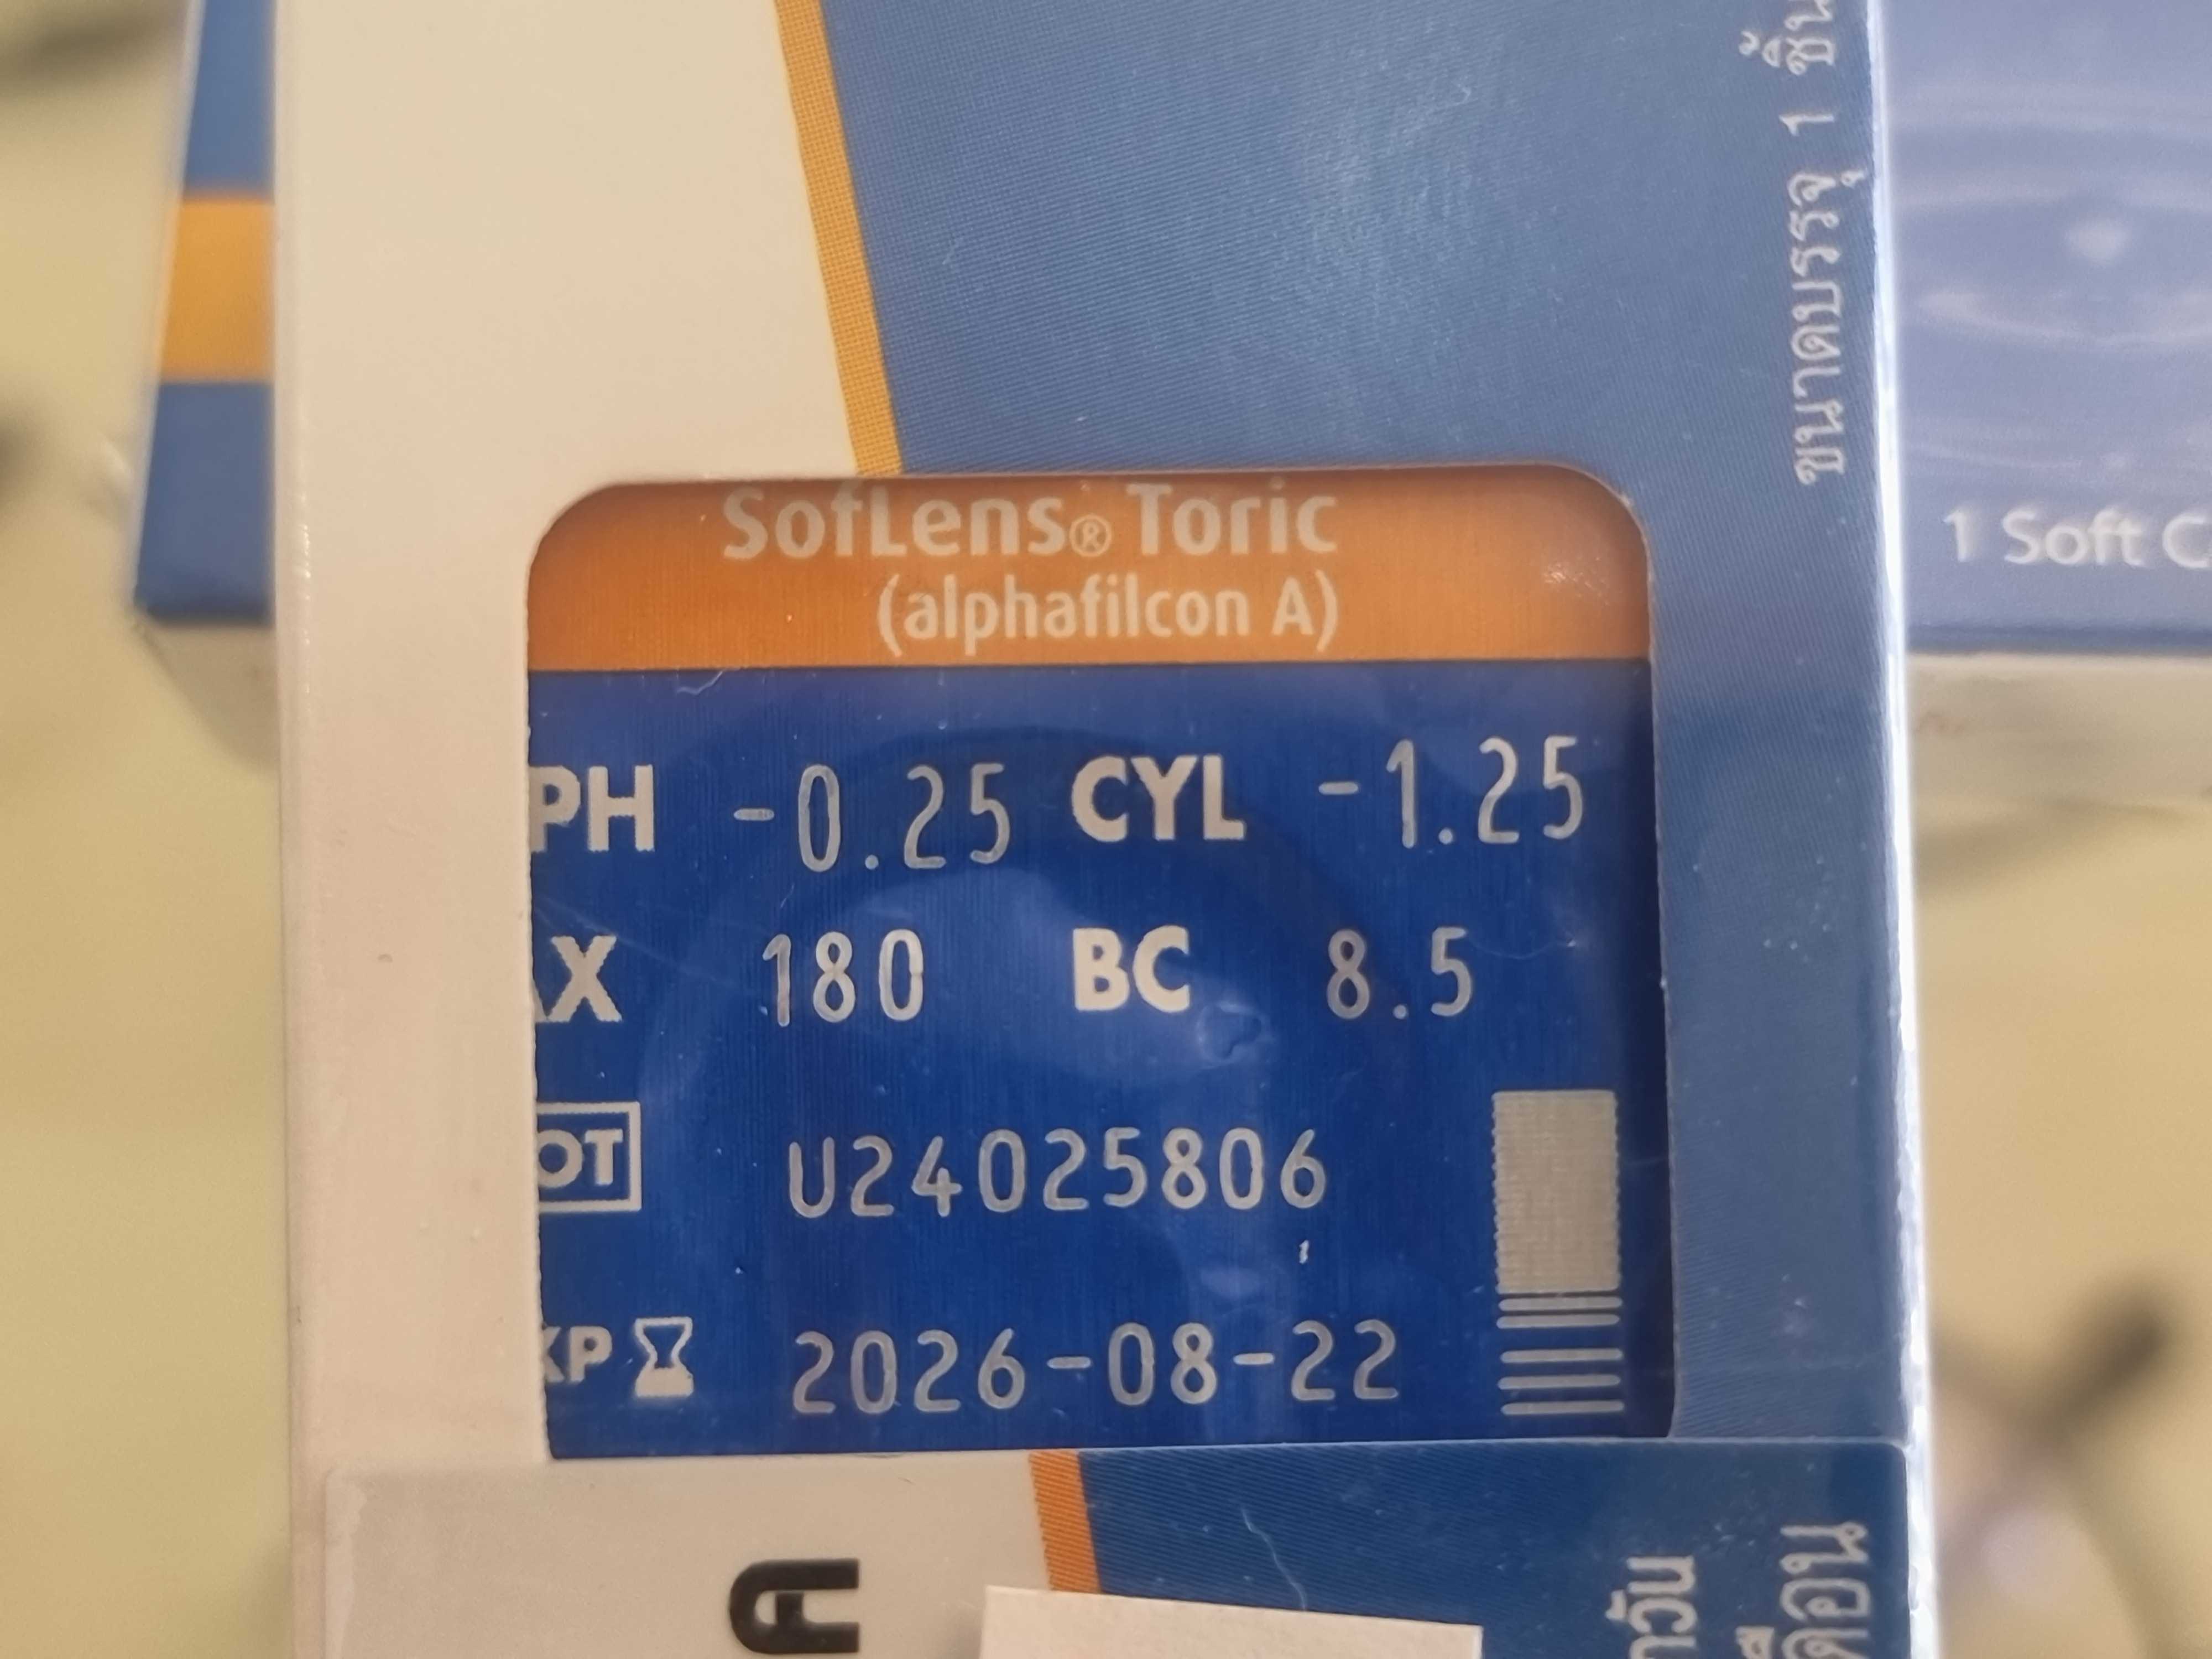 SofLens® Toric
(alphafilcon A)
PH -0.25 CYL -1.25
AX 180 BC 8.5
OT U24025806
XP 2026-08-22
ขนาดบรรจุ 1 ชิ้น
1 Soft C